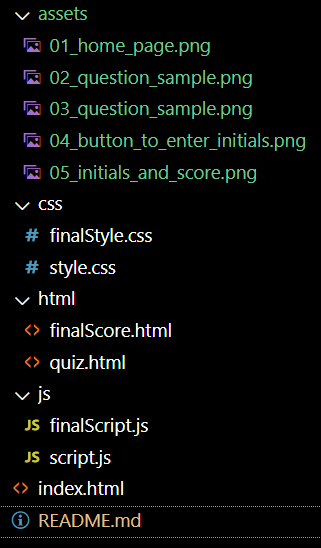 assets
01_home_page.png
02_question_sample.png
03_question_sample.png
04_button_to_enter_initials.png
05_initials_and_score.png
css
# finalStyle.css
# style.css
html
<> finalScore.html
<> quiz.html
js
JS finalScript.js
JS script.js
<> index.html
README.md